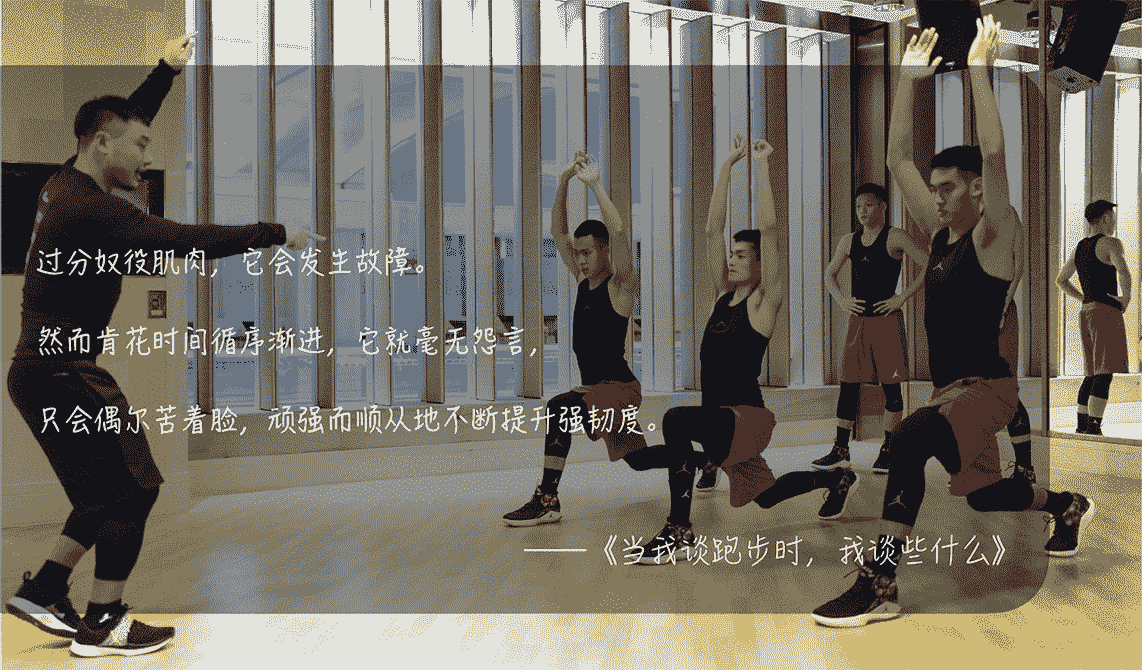 过分奴役肌肉，它会发生故障。
然而肯花时间循序渐进，它就毫无怨言，
只会偶尔苦着脸，顽强而顺从地不断提升强韧度。
——《当我谈跑步时，我谈些什么》